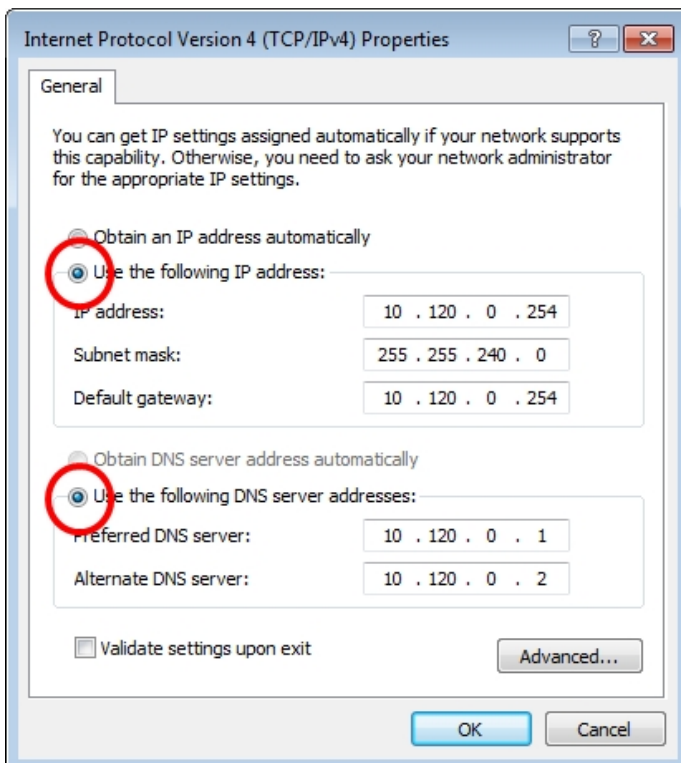 Internet Protocol Version 4 (TCP/IPv4) Properties
General
You can get IP settings assigned automatically if your network supports
this capability. Otherwise, you need to ask your network administrator
for the appropriate IP settings.
Obtain an IP address automatically
Use the following IP address:
IP address: 10 . 120 . 0 . 254
Subnet mask: 255 . 255 . 240 . 0
Default gateway: 10 . 120 . 0 . 254
Obtain DNS server address automatically
Use the following DNS server addresses:
Preferred DNS server: 10 . 120 . 0 . 1
Alternate DNS server: 10 . 120 . 0 . 2
Validate settings upon exit
Advanced...
OK Cancel